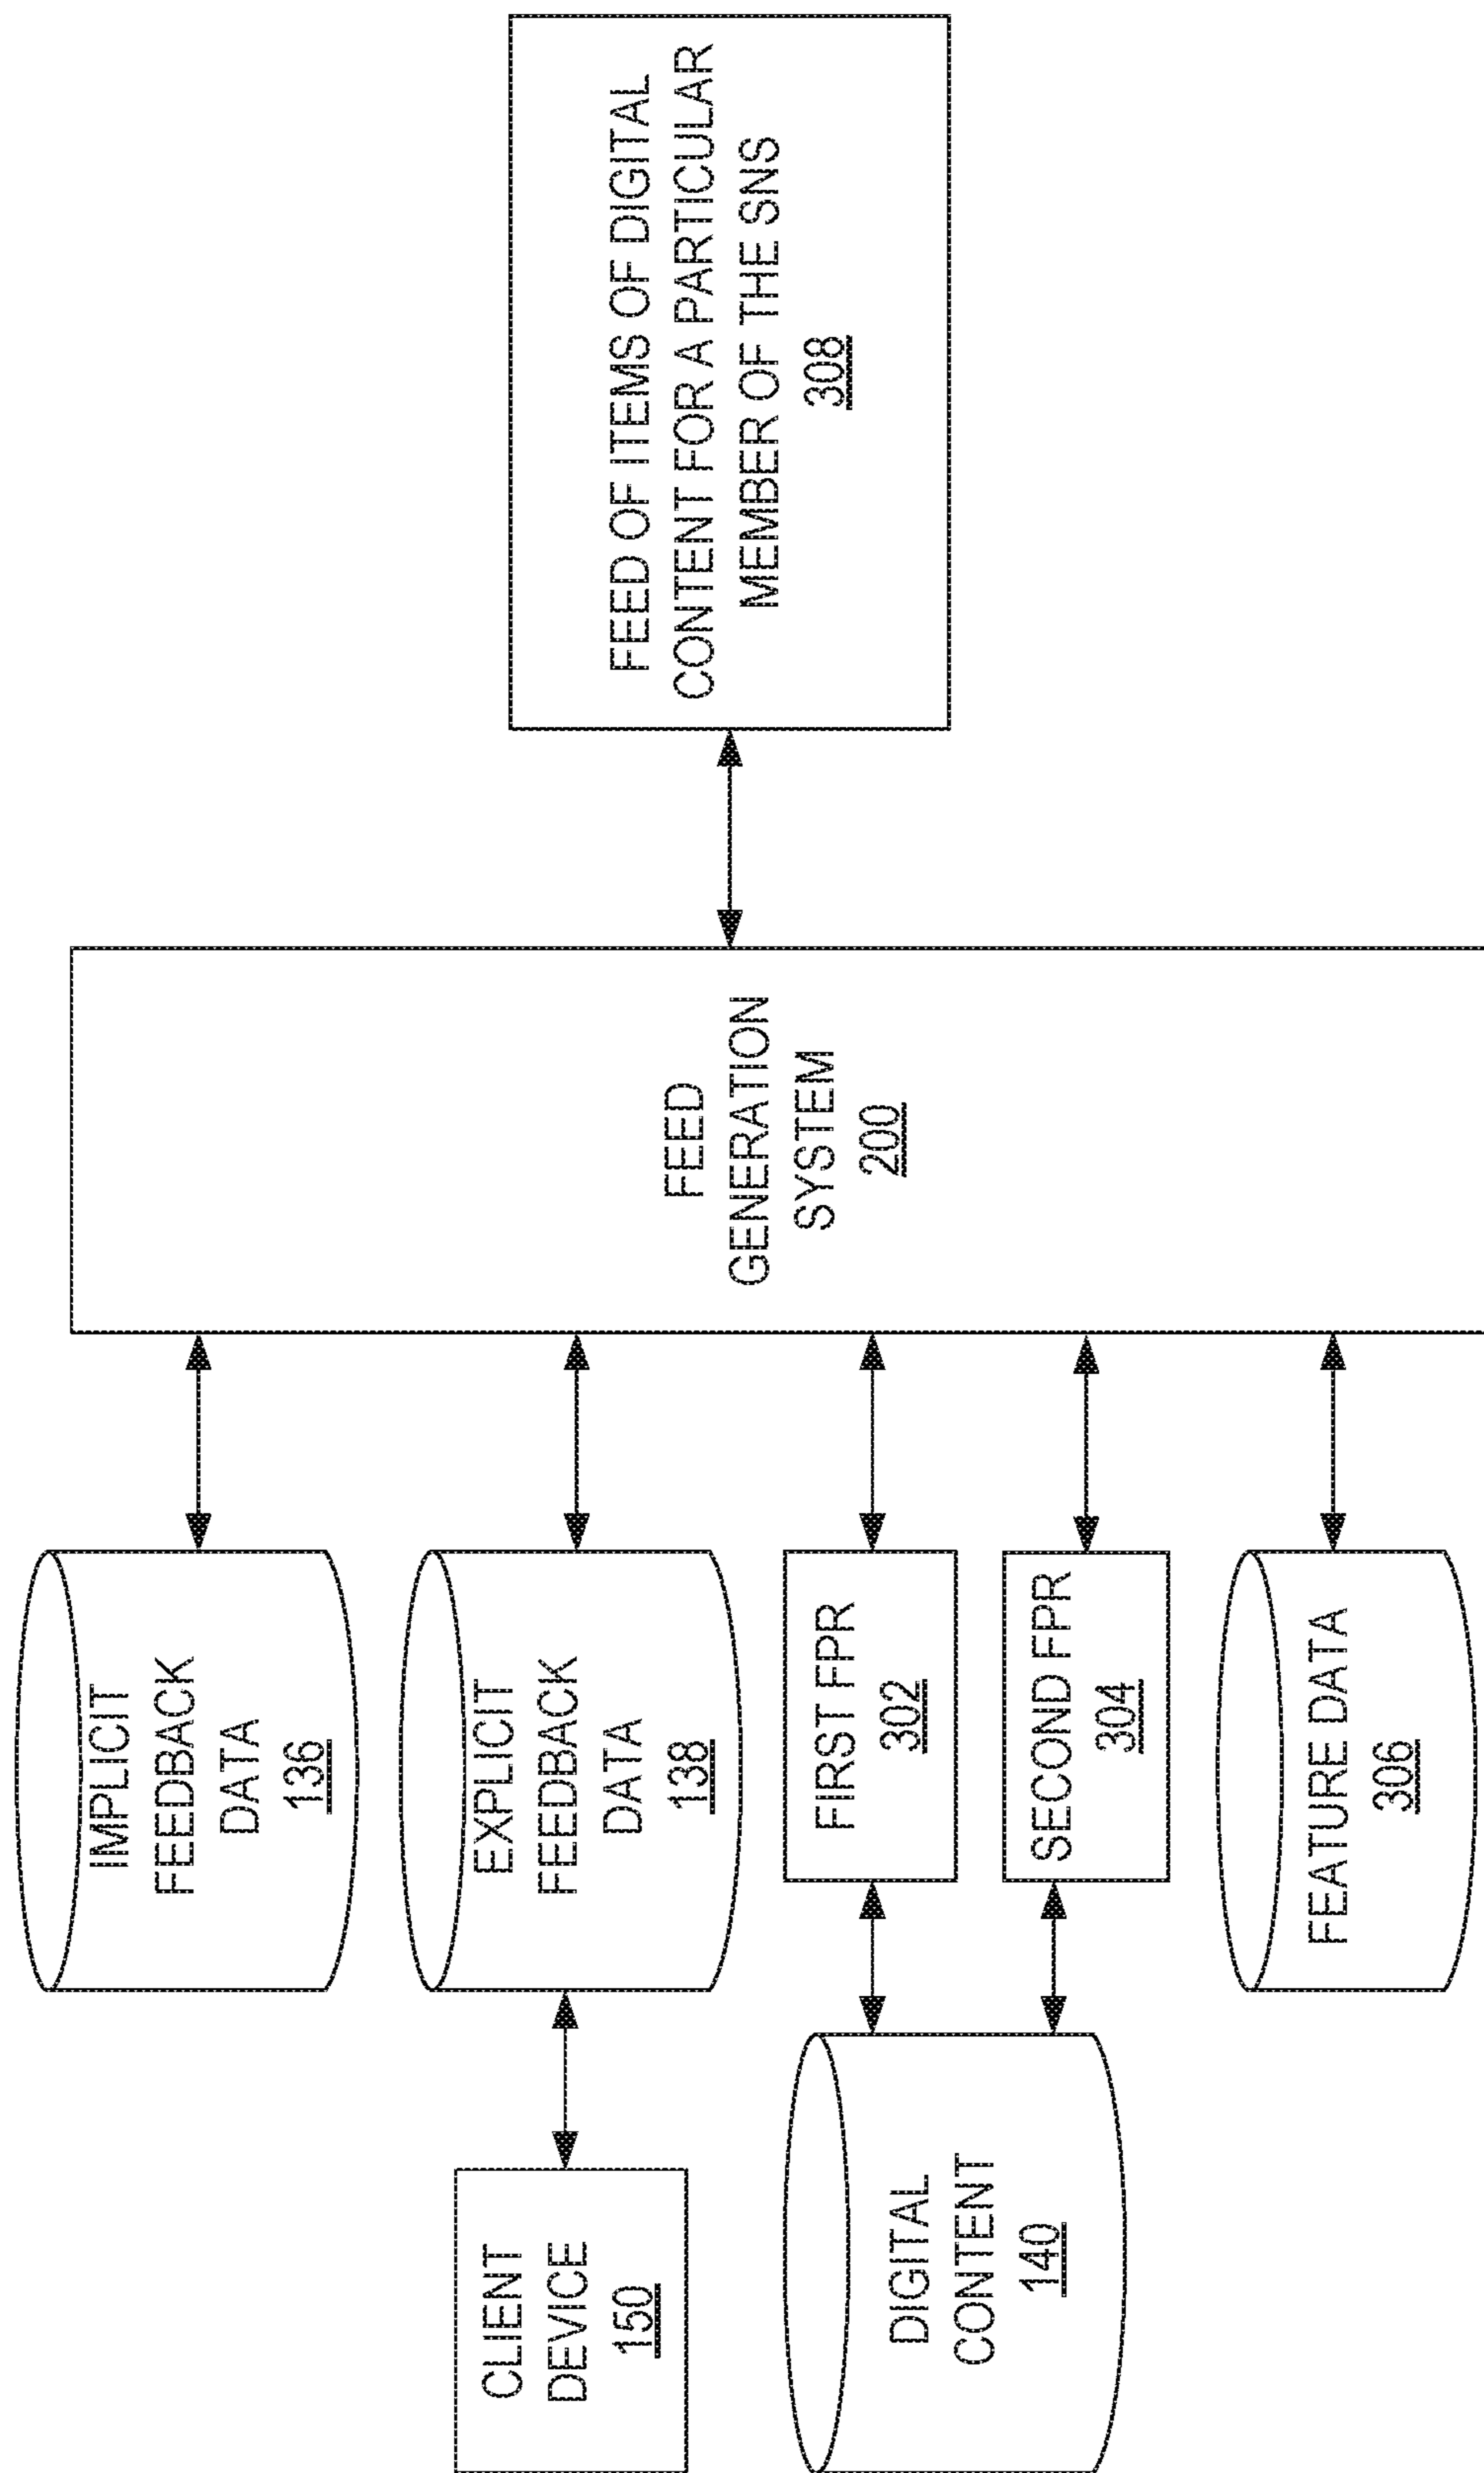 CLIENT
DEVICE
150
DIGITAL
CONTENT
140
IMPLICIT
FEEDBACK
DATA
136
EXPLICIT
FEEDBACK
DATA
138
FIRST FPR
302
SECOND FPR
304
FEATURE DATA
306
FEED
GENERATION
SYSTEM
200
FEED OF ITEMS OF DIGITAL
CONTENT FOR A PARTICULAR
MEMBER OF THE SNS
308